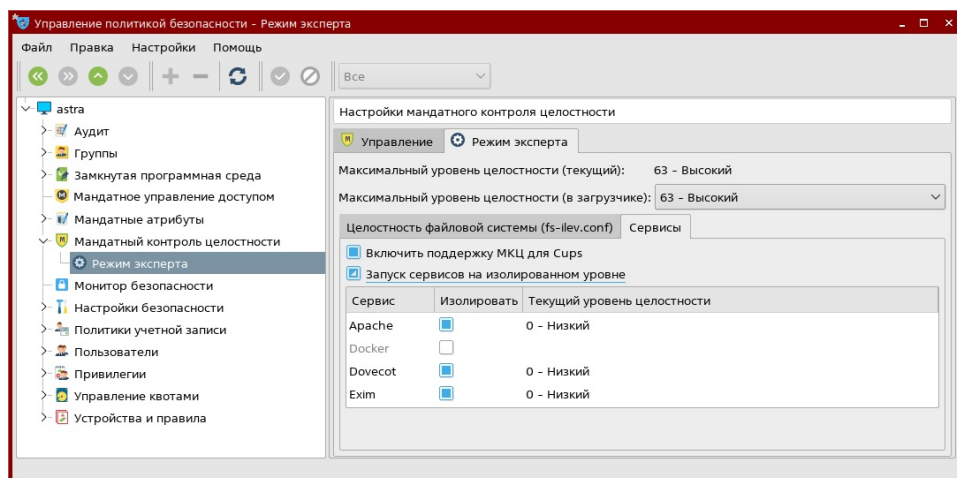 Управление политикой безопасности - Режим эксперта
Файл Правка Настройки Помощь
Все
astra
Аудит
Группы
Замкнутая программная среда
Мандатное управление доступом
Мандатные атрибуты
Мандатный контроль целостности
Режим эксперта
Монитор безопасности
Настройки безопасности
Политики учетной записи
Пользователи
Привилегии
Управление квотами
Устройства и правила
Настройки мандатного контроля целостности
Управление Режим эксперта
Максимальный уровень целостности (текущий): 63 - Высокий
Максимальный уровень целостности (в загрузчике): 63 - Высокий
Целостность файловой системы (fs-ilev.conf) Сервисы
Включить поддержку МКЦ для Cups
Запуск сервисов на изолированном уровне
Сервис Изолировать Текущий уровень целостности
Apache 0 - Низкий
Docker
Dovecot 0 - Низкий
Exim 0 - Низкий